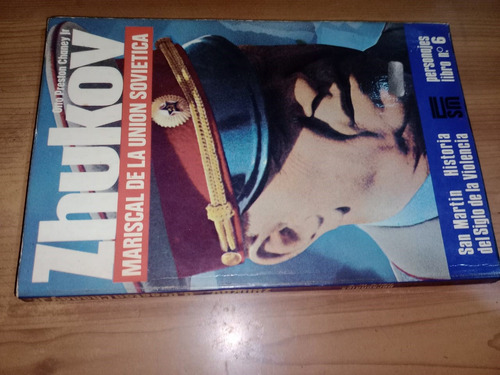 Otto Preston Chaney jr
Zhukov
MARISCAL DE LA UNION SOVIETICA
San Martin Historia
del Siglo de la Violencia
personajes
libro nº 6